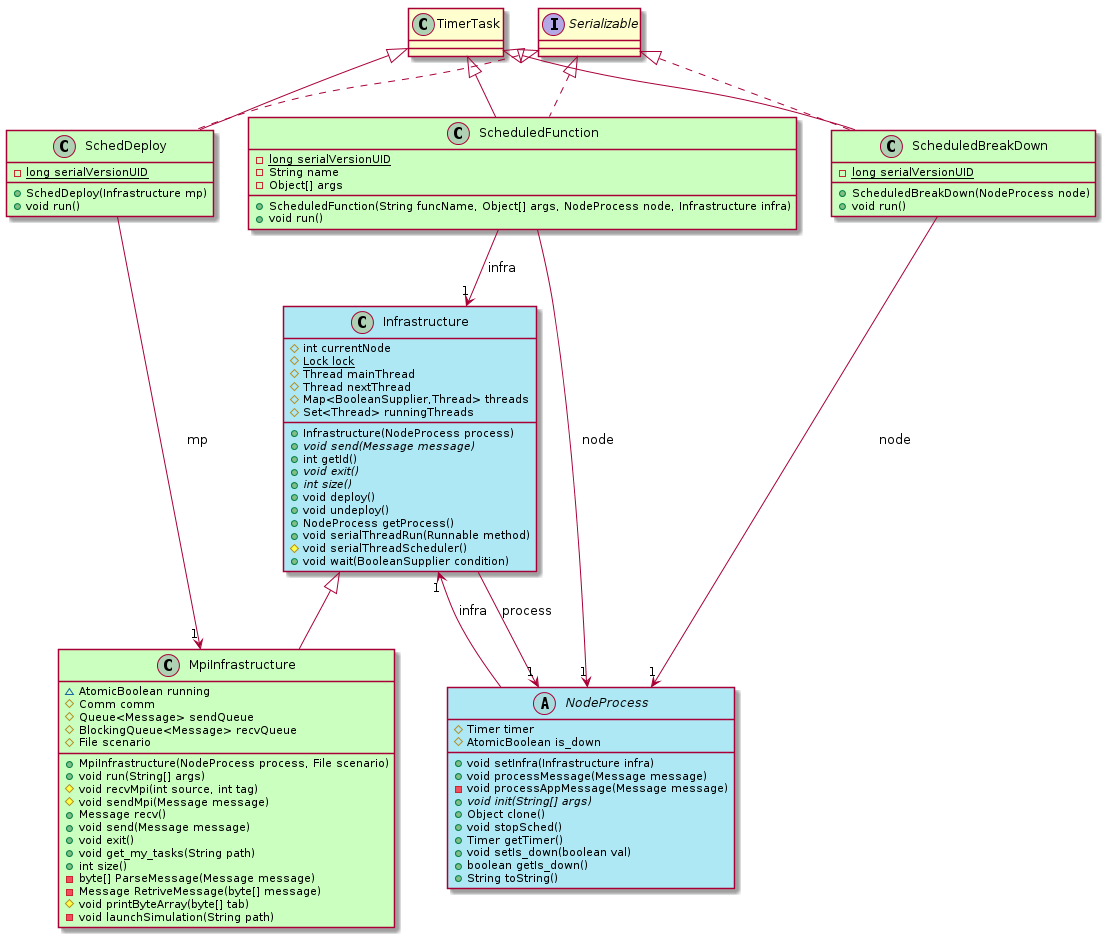 C TimerTask
I Serializable
C SchedDeploy
long serialVersionUID
SchedDeploy(Infrastructure mp)
void run()
C ScheduledFunction
long serialVersionUID
String name
Object[] args
ScheduledFunction(String funcName, Object[] args, NodeProcess node, Infrastructure infra)
void run()
C ScheduledBreakDown
long serialVersionUID
ScheduledBreakDown(NodeProcess node)
void run()
infra
1
C Infrastructure
int currentNode
Lock lock
Thread mainThread
Thread nextThread
Map<BooleanSupplier,Thread> threads
Set<Thread> runningThreads
Infrastructure(NodeProcess process)
void send(Message message)
int getId()
void exit()
int size()
void deploy()
void undeploy()
NodeProcess getProcess()
void serialThreadRun(Runnable method)
void serialThreadScheduler()
void wait(BooleanSupplier condition)
mp
node
node
1
infra
process
1
1
1
1
C MpiInfrastructure
AtomicBoolean running
Comm comm
Queue<Message> sendQueue
BlockingQueue<Message> recvQueue
File scenario
MpiInfrastructure(NodeProcess process, File scenario)
void run(String[] args)
void recvMpi(int source, int tag)
void sendMpi(Message message)
Message recv()
void send(Message message)
void exit()
void get_my_tasks(String path)
int size()
byte[] ParseMessage(Message message)
Message RetriveMessage(byte[] message)
void printByteArray(byte[] tab)
void launchSimulation(String path)
A NodeProcess
Timer timer
AtomicBoolean is_down
void setInfra(Infrastructure infra)
void processMessage(Message message)
void processAppMessage(Message message)
void init(String[] args)
Object clone()
void stopSched()
Timer getTimer()
void setIs_down(boolean val)
boolean getIs_down()
String toString()